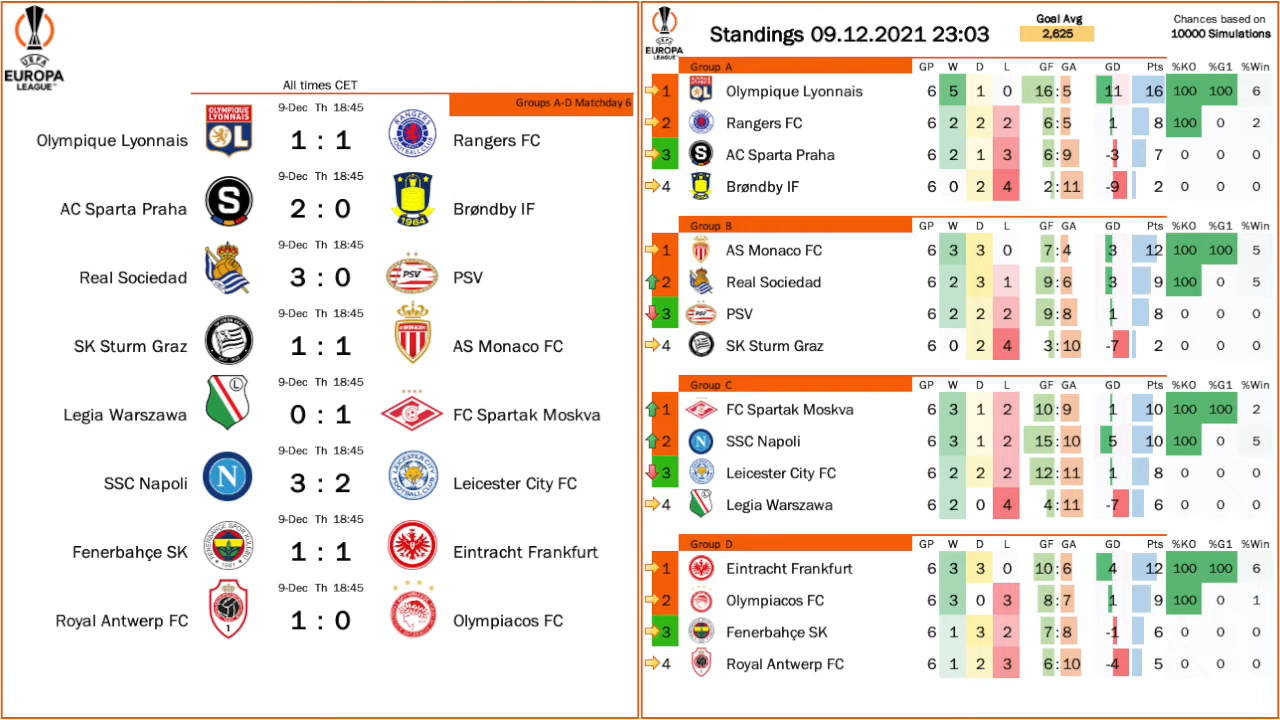 UEFA
EUROPA
LEAGUE™
All times CET
Groups A-D Matchday 6
9-Dec Th 18:45
Olympique Lyonnais 1 : 1 Rangers FC
9-Dec Th 18:45
AC Sparta Praha 2 : 0 Brøndby IF
9-Dec Th 18:45
Real Sociedad 3 : 0 PSV
9-Dec Th 18:45
SK Sturm Graz 1 : 1 AS Monaco FC
9-Dec Th 18:45
Legia Warszawa 0 : 1 FC Spartak Moskva
9-Dec Th 18:45
SSC Napoli 3 : 2 Leicester City FC
9-Dec Th 18:45
Fenerbahçe SK 1 : 1 Eintracht Frankfurt
9-Dec Th 18:45
Royal Antwerp FC 1 : 0 Olympiacos FC
UEFA
EUROPA
LEAGUE™
Standings 09.12.2021 23:03
Goal Avg
2,625
Chances based on
10000 Simulations
Group A GP W D L GF GA GD Pts %KO %G1 %Win
1 Olympique Lyonnais 6 5 1 0 16 : 5 11 16 100 100 6
2 Rangers FC 6 2 2 2 6 : 5 1 8 100 0 2
3 AC Sparta Praha 6 2 1 3 6 : 9 -3 7 0 0 0
4 Brøndby IF 6 0 2 4 2 : 11 -9 2 0 0 0
Group B GP W D L GF GA GD Pts %KO %G1 %Win
1 AS Monaco FC 6 3 3 0 7 : 4 3 12 100 100 5
2 Real Sociedad 6 2 3 1 9 : 6 3 9 100 0 5
3 PSV 6 2 2 2 9 : 8 1 8 0 0 0
4 SK Sturm Graz 6 0 2 4 3 : 10 -7 2 0 0 0
Group C GP W D L GF GA GD Pts %KO %G1 %Win
1 FC Spartak Moskva 6 3 1 2 10 : 9 1 10 100 100 2
2 SSC Napoli 6 3 1 2 15 : 10 5 10 100 0 5
3 Leicester City FC 6 2 2 2 12 : 11 1 8 0 0 0
4 Legia Warszawa 6 2 0 4 4 : 11 -7 6 0 0 0
Group D GP W D L GF GA GD Pts %KO %G1 %Win
1 Eintracht Frankfurt 6 3 3 0 10 : 6 4 12 100 100 6
2 Olympiacos FC 6 3 0 3 8 : 7 1 9 100 0 1
3 Fenerbahçe SK 6 1 3 2 7 : 8 -1 6 0 0 0
4 Royal Antwerp FC 6 1 2 3 6 : 10 -4 5 0 0 0